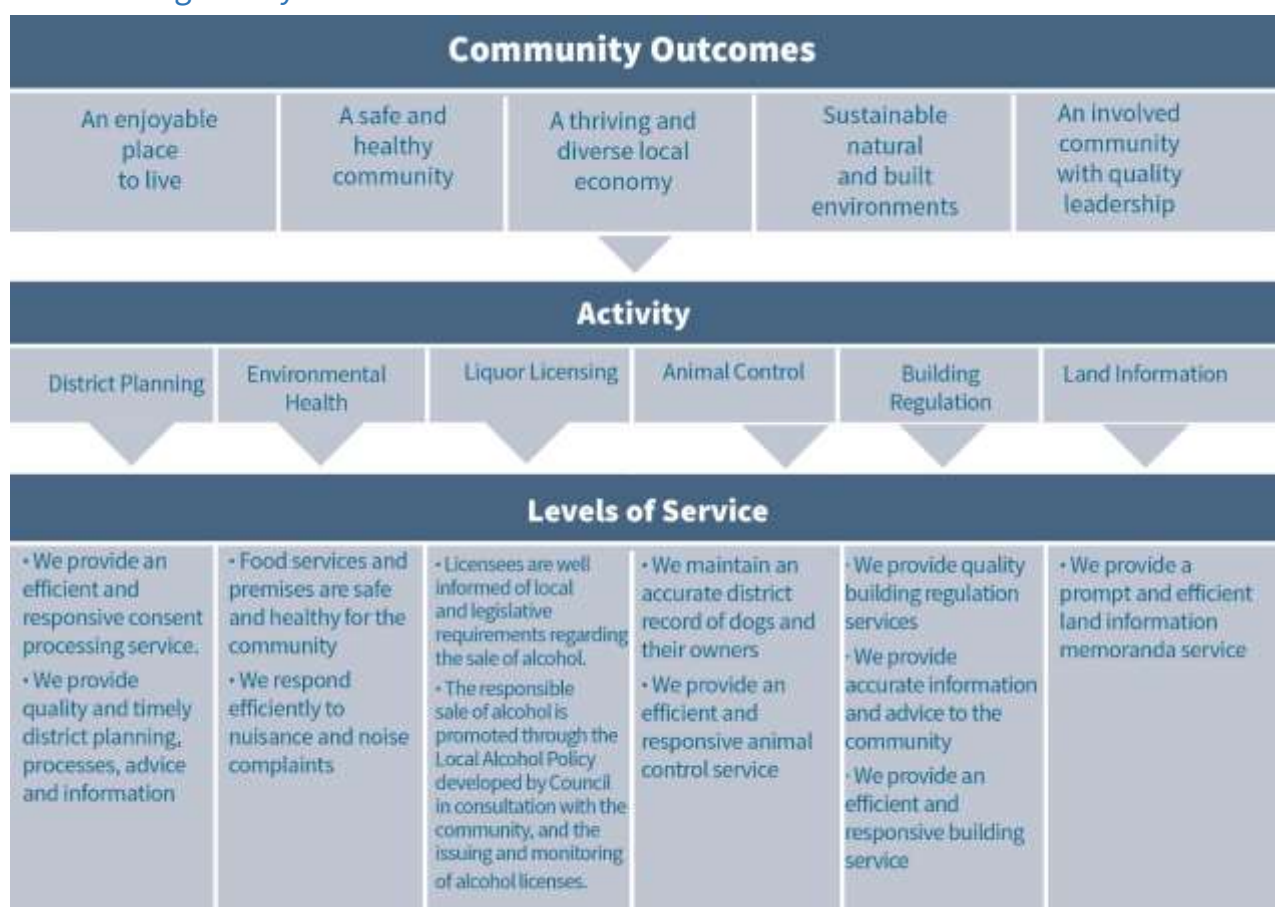 Community Outcomes
An enjoyable
place
to live
A safe and
healthy
community
A thriving and
diverse local
economy
Sustainable
natural
and built
environments
An involved
community
with quality
leadership
Activity
District Planning
Environmental
Health
Liquor Licensing
Animal Control
Building
Regulation
Land Information
Levels of Service
• We provide an
efficient and
responsive consent
processing service.
• We provide
quality and timely
district planning,
processes, advice
and information
• Food services and
premises are safe
and healthy for the
community
• We respond
efficiently to
nuisance and noise
complaints
• Licensees are well
informed of local
and legislative
requirements regarding
the sale of alcohol.
• The responsible
sale of alcohol is
promoted through the
Local Alcohol Policy
developed by Council
in consultation with the
community, and the
issuing and monitoring
of alcohol licenses.
• We maintain an
accurate district
record of dogs and
their owners
• We provide an
efficient and
responsive animal
control service
• We provide quality
building regulation
services
• We provide
accurate information
and advice to the
community
• We provide an
efficient and
responsive building
service
• We provide a
prompt and efficient
land information
memoranda service